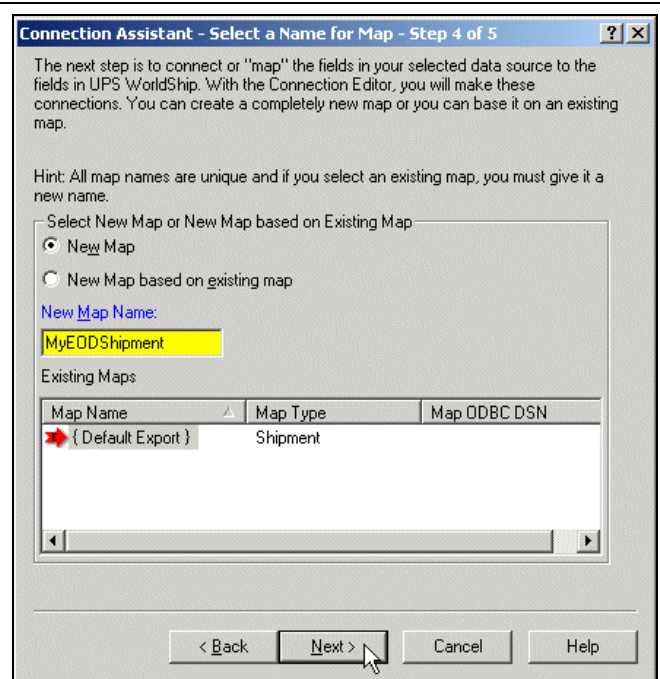 Connection Assistant - Select a Name for Map - Step 4 of 5
The next step is to connect or "map" the fields in your selected data source to the
fields in UPS WorldShip. With the Connection Editor, you will make these
connections. You can create a completely new map or you can base it on an existing
map.
Hint: All map names are unique and if you select an existing map, you must give it a
new name.
Select New Map or New Map based on Existing Map
New Map
New Map based on existing map
New Map Name:
MyEODShipment
Existing Maps
Map Name Map Type Map ODBC DSN
{ Default Export } Shipment
< Back Next > Cancel Help